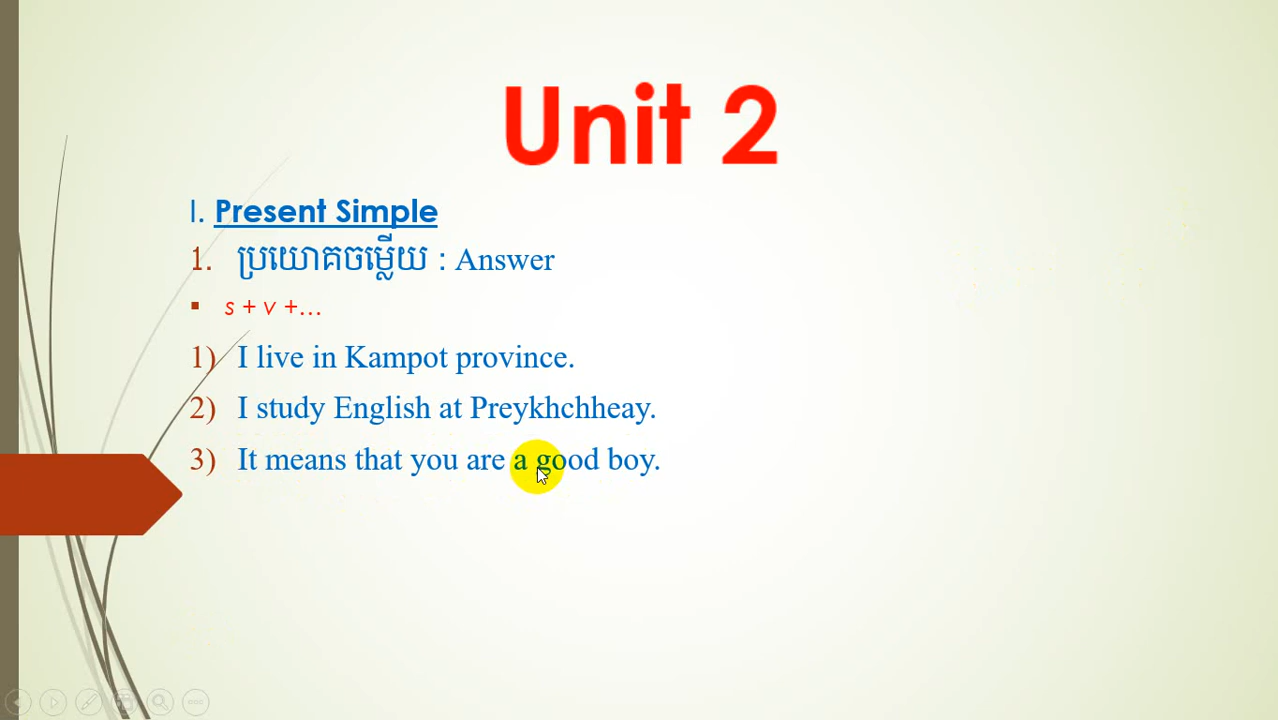 Unit 2
I. Present Simple
1. ប្រយោគចម្លើយ : Answer
▪ s + v +...
1) I live in Kampot province.
2) I study English at Preykhchheay.
3) It means that you are a good boy.